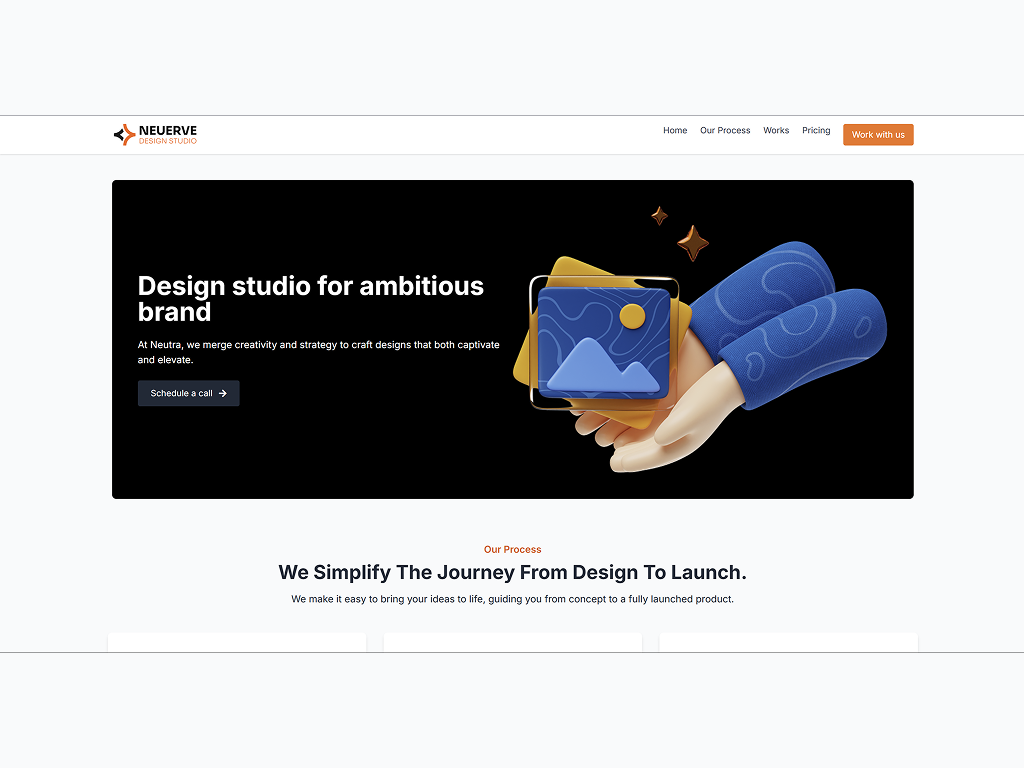 NEUERVE
DESIGN STUDIO
Home Our Process Works Pricing Work with us
Design studio for ambitious
brand
At Neutra, we merge creativity and strategy to craft designs that both captivate
and elevate.
Schedule a call →
Our Process
We Simplify The Journey From Design To Launch.
We make it easy to bring your ideas to life, guiding you from concept to a fully launched product.